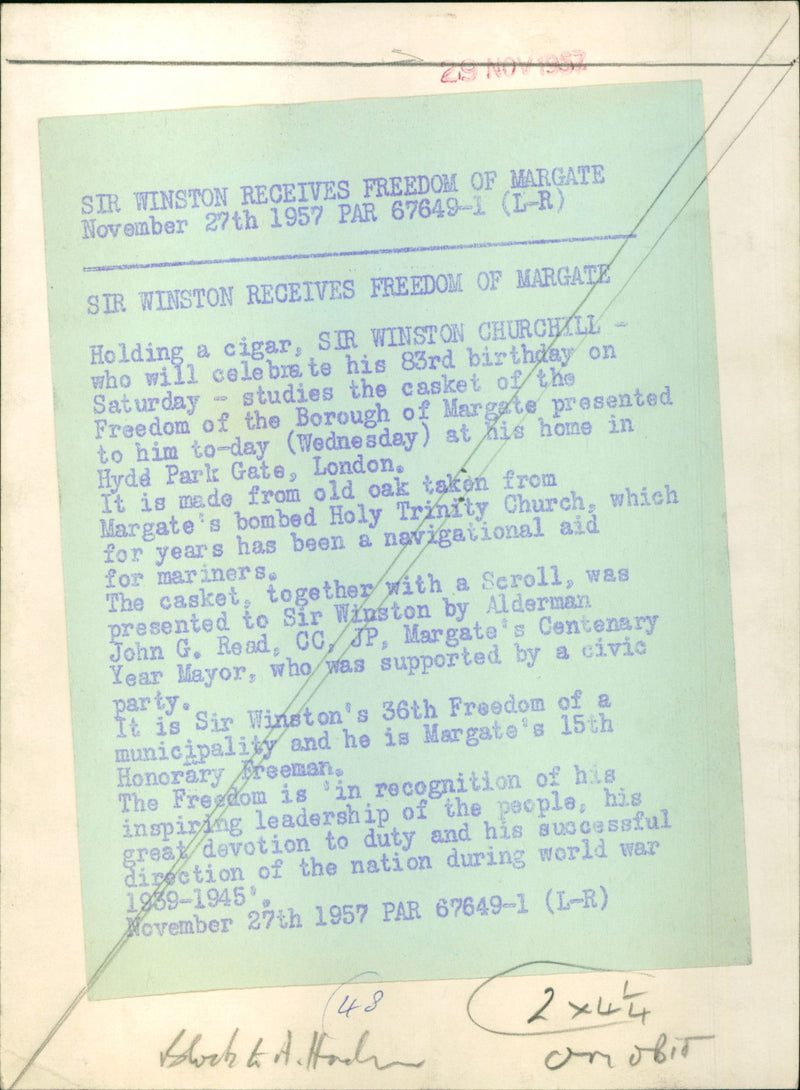 29 NOV 1957
SIR WINSTON RECEIVES FREEDOM OF MARGATE
November 27th 1957 PAR 67649-1 (L-R)
SIR WINSTON RECEIVES FREEDOM OF MARGATE
Holding a cigar, SIR WINSTON CHURCHILL -
who will celebrate his 83rd birthday on
Saturday - studies the casket of the
Freedom of the Borough of Margate presented
to him to-day (Wednesday) at his home in
Hyde Park Gate, London.
It is made from old oak taken from
Margate's bombed Holy Trinity Church, which
for years has been a navigational aid
for mariners.
The casket, together with a Scroll, was
presented to Sir Winston by Alderman
John G. Read, CC, JP, Margate's Centenary
Year Mayor, who was supported by a civic
party.
It is Sir Winston's 36th Freedom of a
municipality and he is Margate's 15th
Honorary Freeman.
The Freedom is 'in recognition of his
inspiring leadership of the people, his
great devotion to duty and his successful
direction of the nation during world war
1939-1945'.
November 27th 1957 PAR 67649-1 (L-R)
48
2 x 4 1/4
on obit